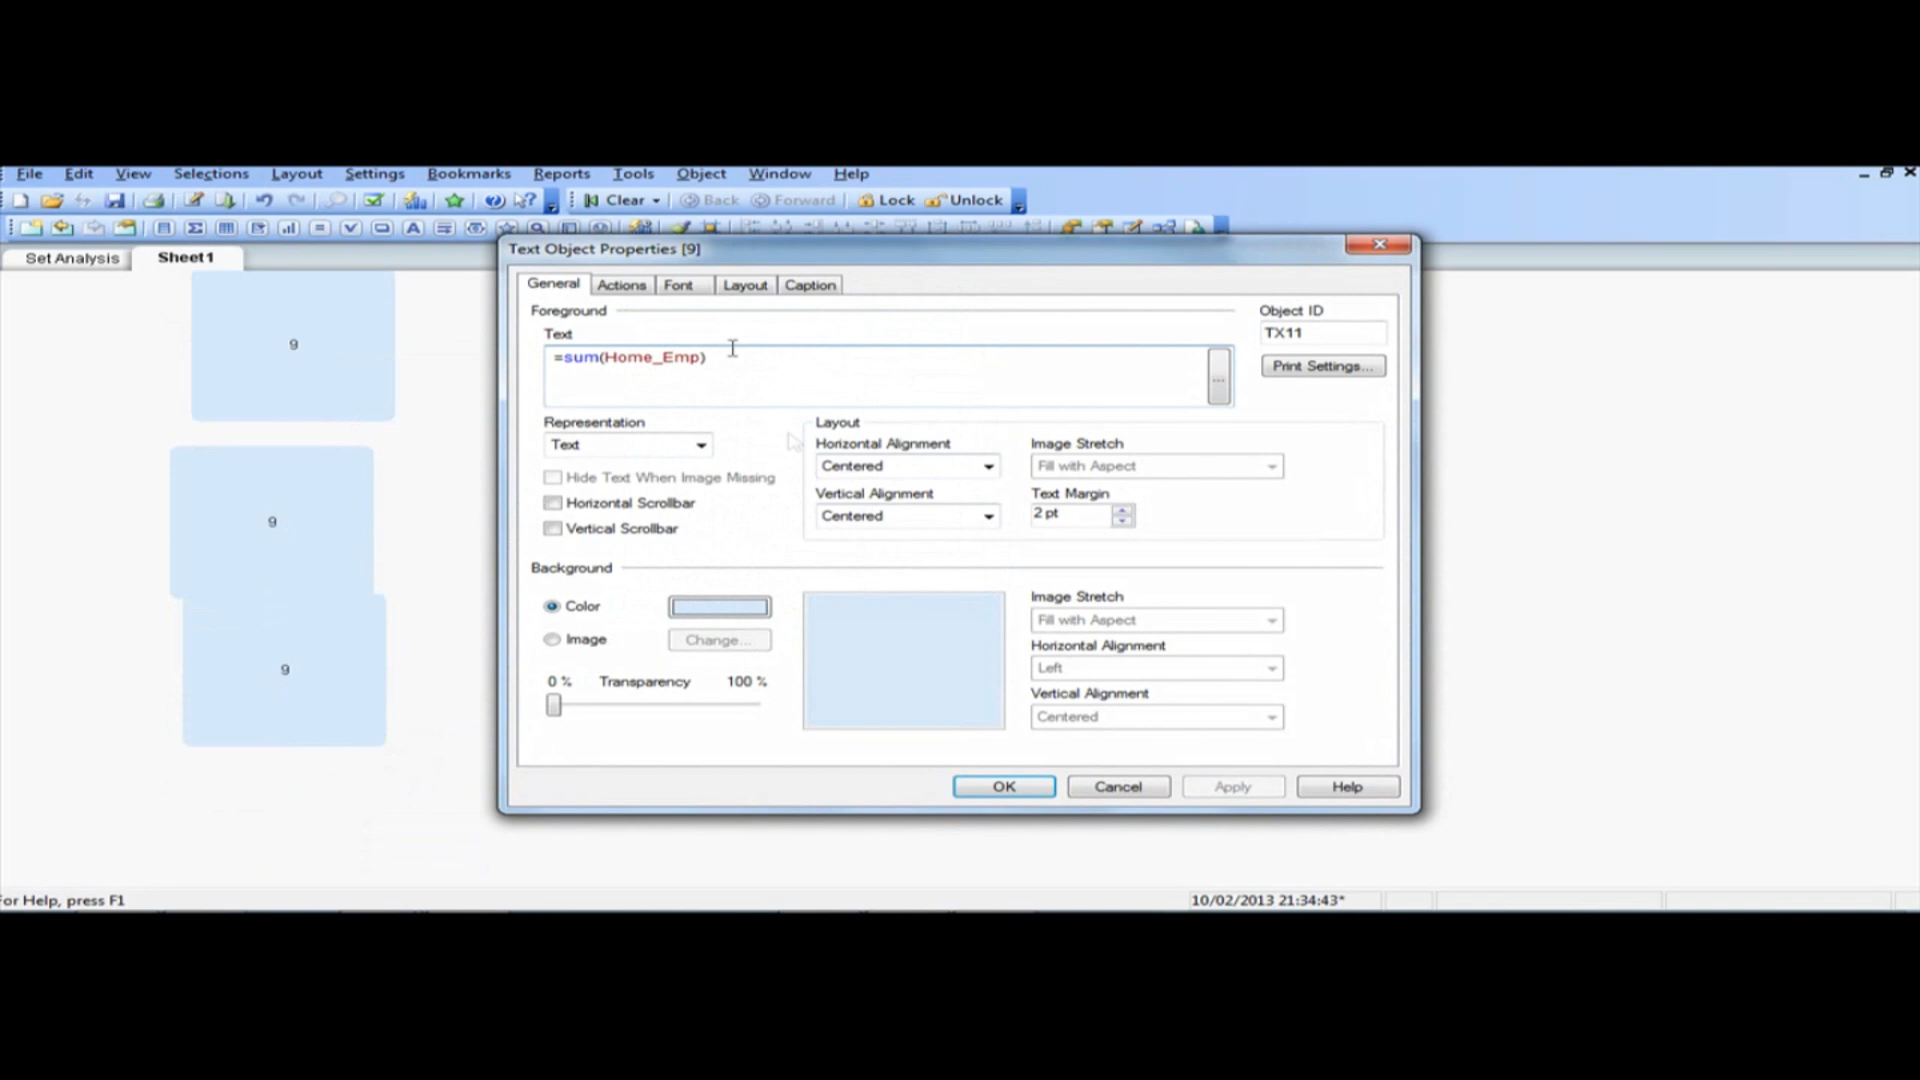 File Edit View Selections Layout Settings Bookmarks Reports Tools Object Window Help
Clear Back Forward Lock Unlock
Set Analysis Sheet1
9
9
9
Text Object Properties [9]
General Actions Font Layout Caption
Foreground
Text
=sum(Home_Emp)
...
Object ID
TX11
Print Settings...
Representation
Text
Hide Text When Image Missing
Horizontal Scrollbar
Vertical Scrollbar
Layout
Horizontal Alignment
Centered
Vertical Alignment
Centered
Image Stretch
Fill with Aspect
Text Margin
2 pt
Background
Color
Image
Change...
0 % Transparency 100 %
Image Stretch
Fill with Aspect
Horizontal Alignment
Left
Vertical Alignment
Centered
OK Cancel Apply Help
or Help, press F1
10/02/2013 21:34:43*